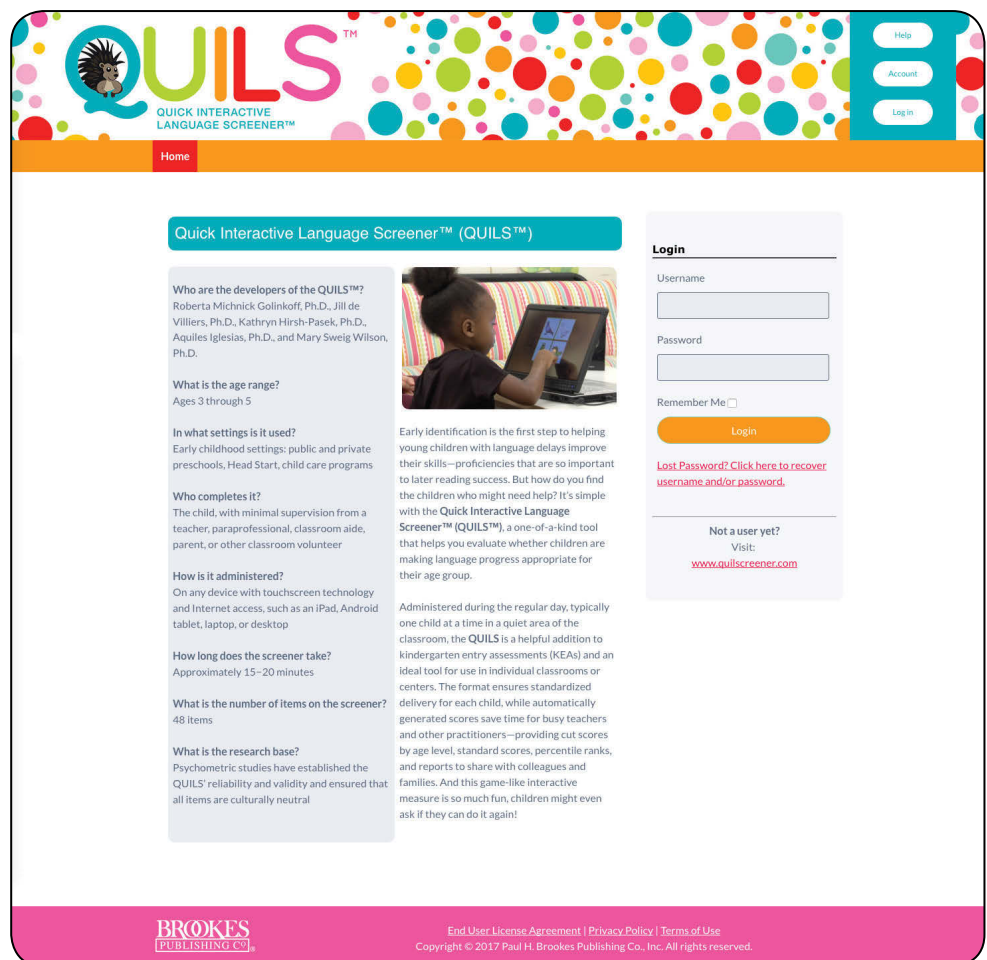 QUILS™
QUICK INTERACTIVE
LANGUAGE SCREENER™
Help
Account
Log in
Home
Quick Interactive Language Screener™ (QUILS™)
Who are the developers of the QUILS™?
Roberta Michnick Golinkoff, Ph.D., Jill de
Villiers, Ph.D., Kathryn Hirsh-Pasek, Ph.D.,
Aquiles Iglesias, Ph.D., and Mary Sweig Wilson,
Ph.D.
What is the age range?
Ages 3 through 5
In what settings is it used?
Early childhood settings: public and private
preschools, Head Start, child care programs
Who completes it?
The child, with minimal supervision from a
teacher, paraprofessional, classroom aide,
parent, or other classroom volunteer
How is it administered?
On any device with touchscreen technology
and Internet access, such as an iPad, Android
tablet, laptop, or desktop
How long does the screener take?
Approximately 15–20 minutes
What is the number of items on the screener?
48 items
What is the research base?
Psychometric studies have established the
QUILS' reliability and validity and ensured that
all items are culturally neutral
Early identification is the first step to helping
young children with language delays improve
their skills—proficiencies that are so important
to later reading success. But how do you find
the children who might need help? It's simple
with the Quick Interactive Language
Screener™ (QUILS™), a one-of-a-kind tool
that helps you evaluate whether children are
making language progress appropriate for
their age group.
Administered during the regular day, typically
one child at a time in a quiet area of the
classroom, the QUILS is a helpful addition to
kindergarten entry assessments (KEAs) and an
ideal tool for use in individual classrooms or
centers. The format ensures standardized
delivery for each child, while automatically
generated scores save time for busy teachers
and other practitioners—providing cut scores
by age level, standard scores, percentile ranks,
and reports to share with colleagues and
families. And this game-like interactive
measure is so much fun, children might even
ask if they can do it again!
Login
Username
Password
Remember Me
Login
Lost Password? Click here to recover
username and/or password.
Not a user yet?
Visit:
www.quilscreener.com
BROOKES
PUBLISHING CO®
End User License Agreement | Privacy Policy | Terms of Use
Copyright © 2017 Paul H. Brookes Publishing Co., Inc. All rights reserved.